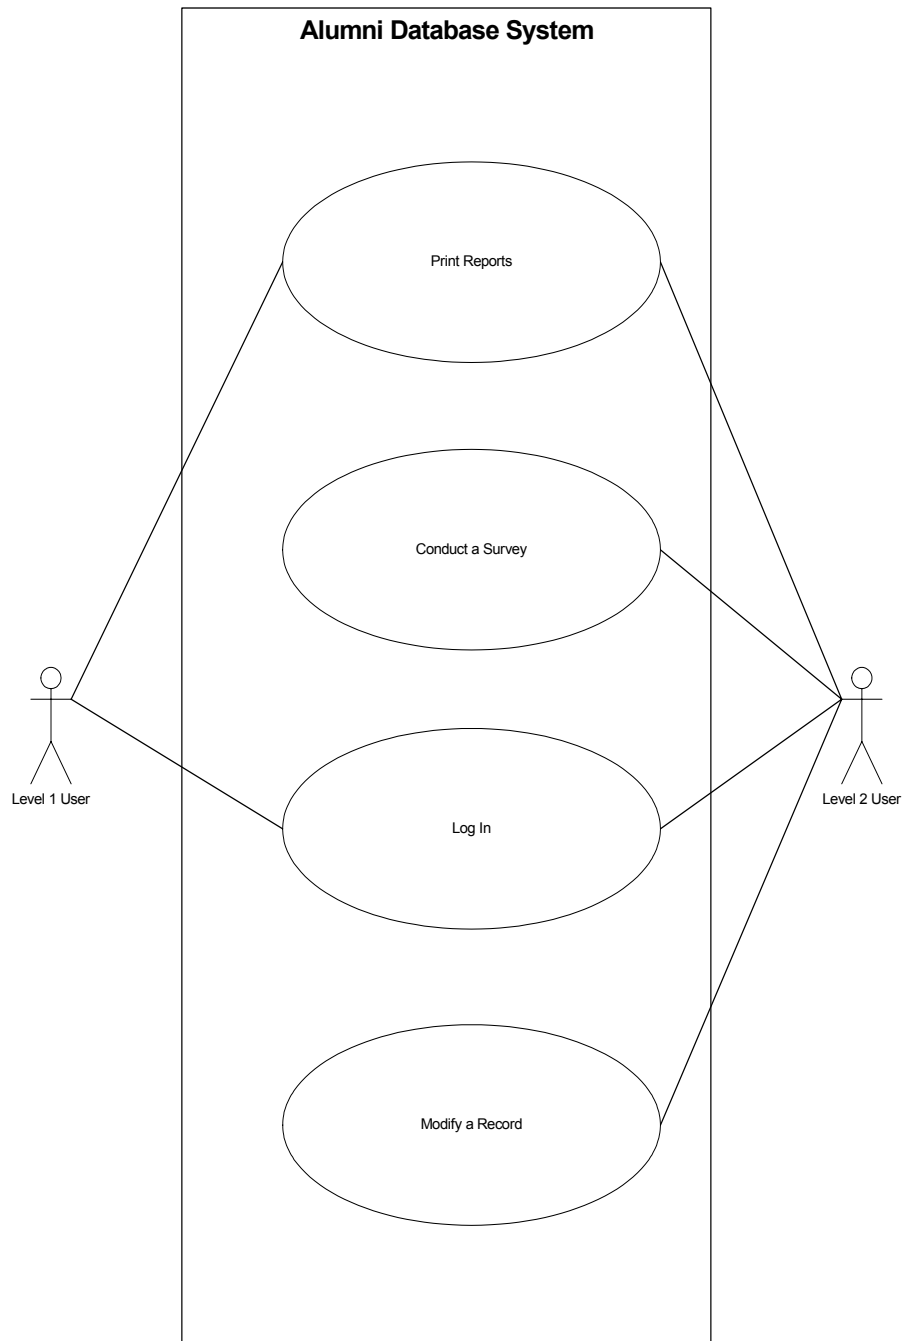 Alumni Database System
Print Reports
Conduct a Survey
Level 1 User
Level 2 User
Log In
Modify a Record